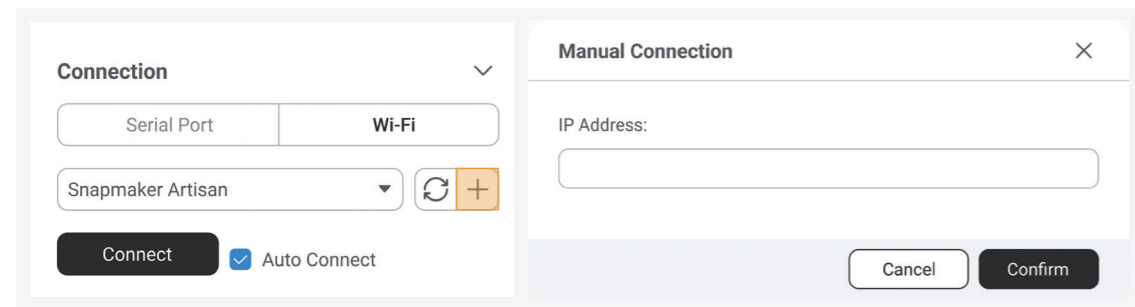 Connection
Serial Port
Wi-Fi
Snapmaker Artisan
Connect
Auto Connect
Manual Connection
IP Address:
Cancel
Confirm